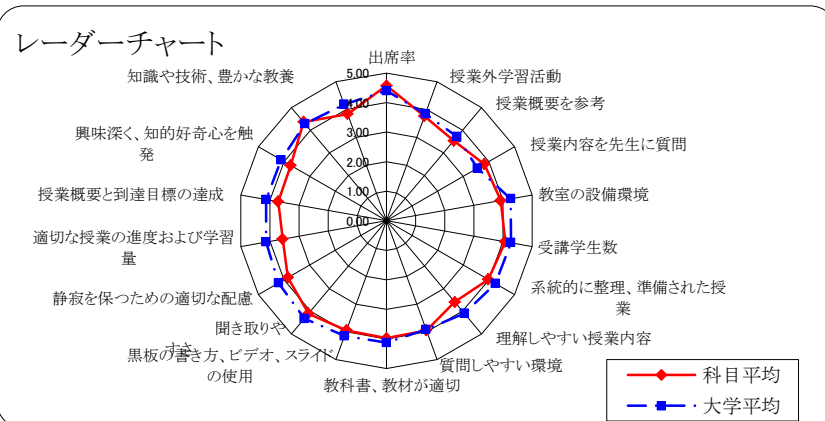 レーダーチャート
出席率
5.00
4.00
3.00
2.00
1.00
0.00
授業外学習活動
授業概要を参考
授業内容を先生に質問
教室の設備環境
受講学生数
系統的に整理、準備された授
業
理解しやすい授業内容
質問しやすい環境
教科書、教材が適切
黒板の書き方、ビデオ、スライド
の使用
聞き取りや
すさ
静寂を保つための適切な配慮
適切な授業の進度および学習
量
授業概要と到達目標の達成
興味深く、知的好奇心を触
発
知識や技術、豊かな教養
科目平均
大学平均